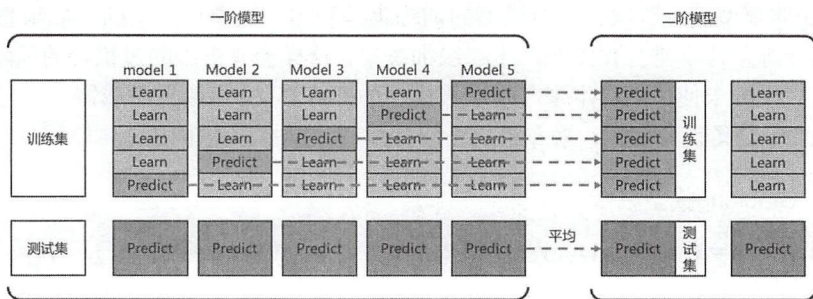 一阶模型 二阶模型
model 1 Model 2 Model 3 Model 4 Model 5
Learn Learn Learn Learn Predict Predict Learn
Learn Learn Learn Predict Learn Predict Learn
训练集 Learn Learn Predict Learn Learn Predict 训练集 Learn
Learn Predict Learn Learn Learn Predict Learn
Predict Learn Learn Learn Learn Predict Learn
测试集 Predict Predict Predict Predict Predict 平均 Predict 测试集 Predict